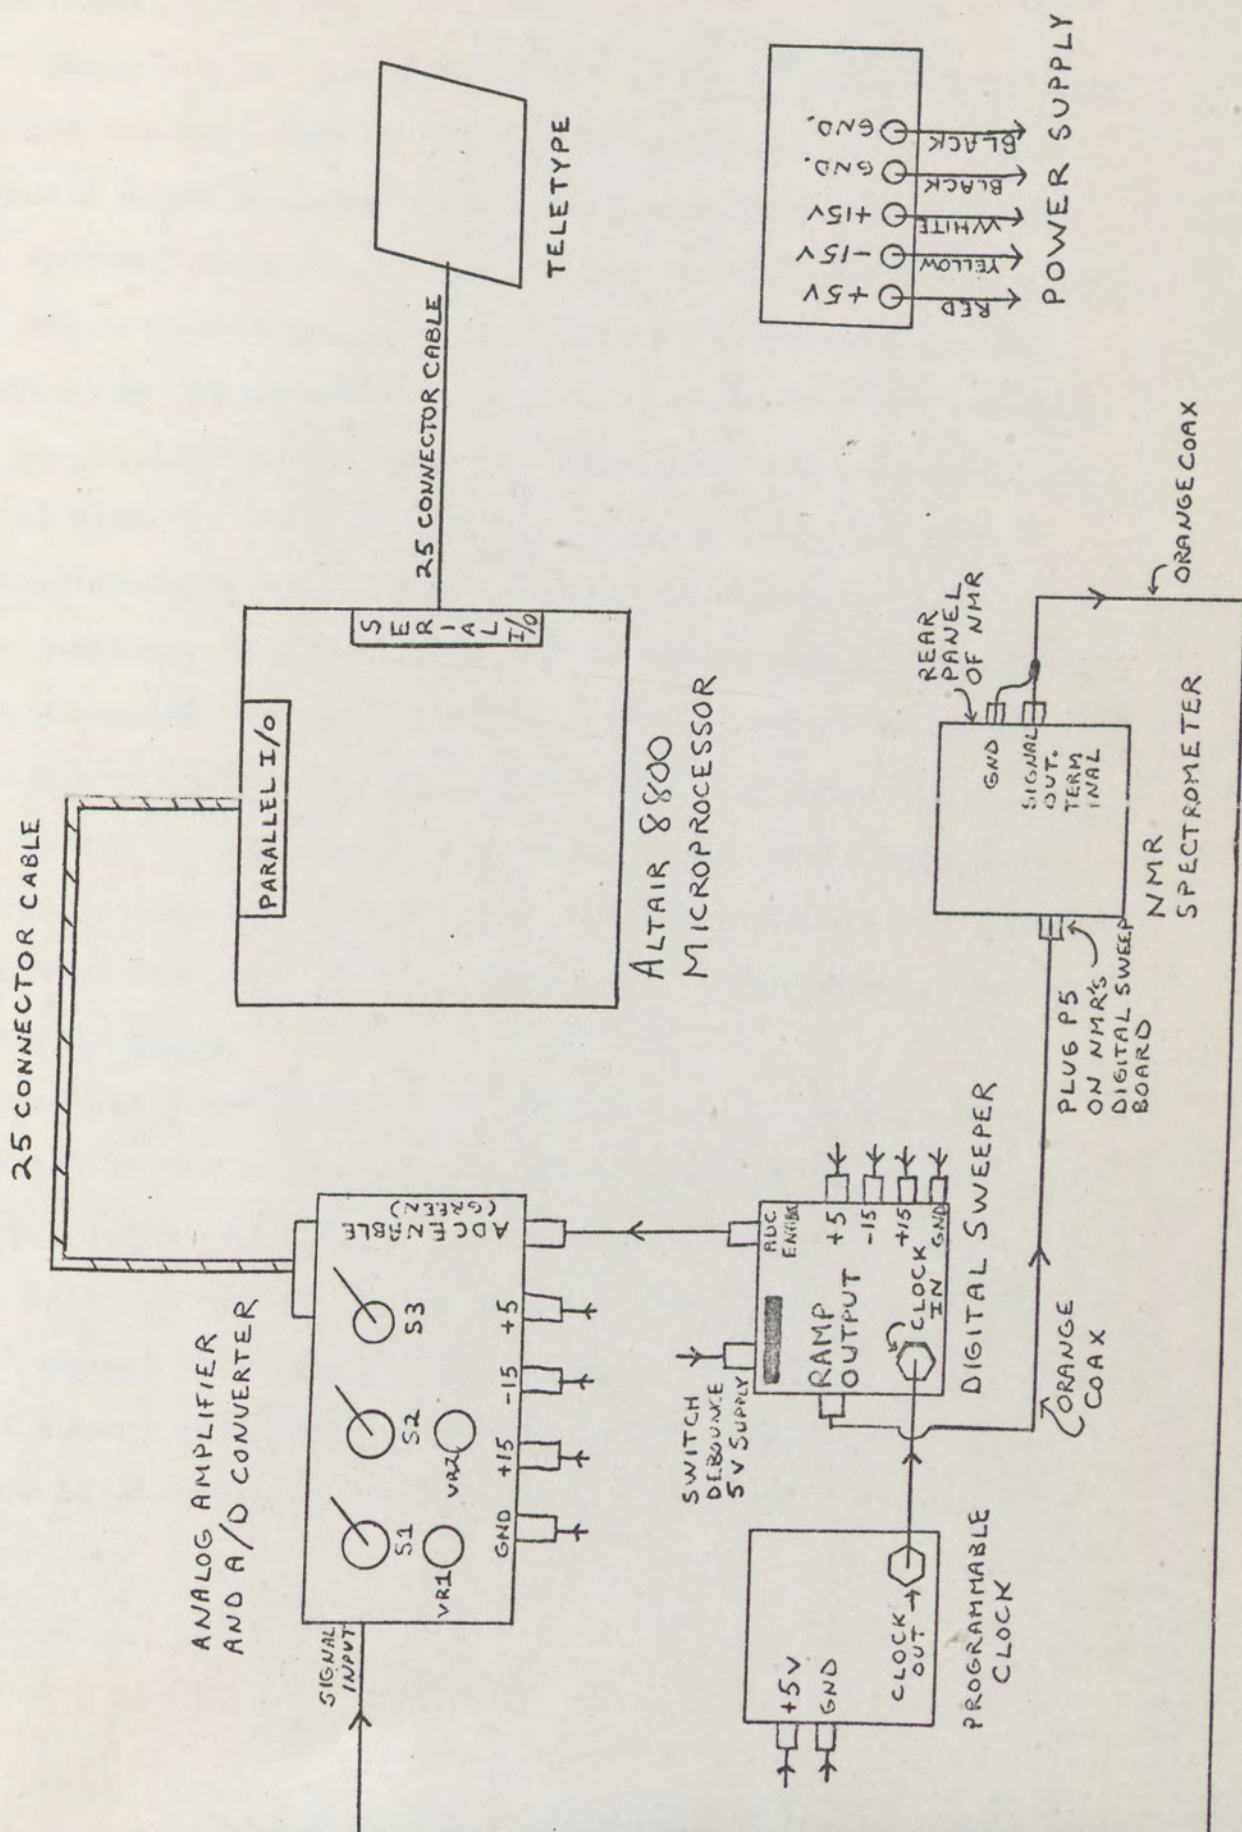 25 CONNECTOR CABLE
ANALOG AMPLIFIER
AND A/D CONVERTER
SIGNAL
INPUT
S1
S2
S3
VR1
VR2
ADC ENABLE
(GREEN)
GND
+15
-15
+5
PARALLEL I/O
SERIAL
I/O
ALTAIR 8800
MICROPROCESSOR
25 CONNECTOR CABLE
TELETYPE
+5V
GND
CLOCK
OUT
PROGRAMMABLE
CLOCK
SWITCH
DEBOUNCE
5V SUPPLY
ADC
RAMP
OUTPUT
+5
-15
+15
GND
CLOCK
IN
DIGITAL SWEEPER
ORANGE
COAX
PLUG P5
ON NMR'S
DIGITAL SWEEP
BOARD
REAR
PANEL
OF NMR
GND
SIGNAL
OUT.
TERM
INAL
NMR
SPECTROMETER
ORANGE COAX
+5V
-15V
+15V
GND.
GND.
RED
YELLOW
WHITE
BLACK
BLACK
POWER SUPPLY